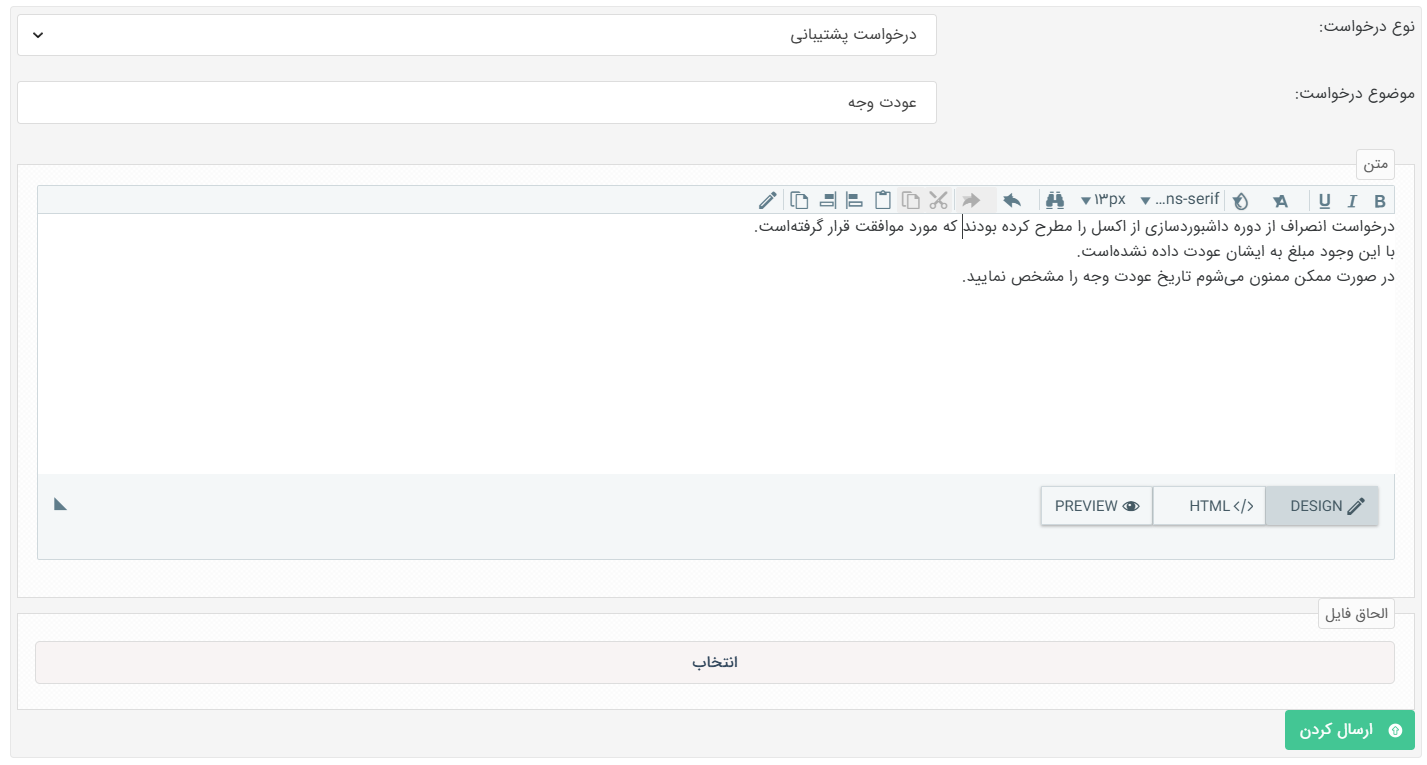 نوع درخواست:
درخواست پشتیبانی
موضوع درخواست:
عودت وجه
متن
B I U A ...ns-serif ۱۳px
درخواست انصراف از دوره داشبوردسازی از اکسل را مطرح کرده بودند که مورد موافقت قرار گرفته‌است.
با این وجود مبلغ به ایشان عودت داده نشده‌است.
در صورت ممکن ممنون می‌شوم تاریخ عودت وجه را مشخص نمایید.
DESIGN HTML </> PREVIEW
الحاق فایل
انتخاب
ارسال کردن